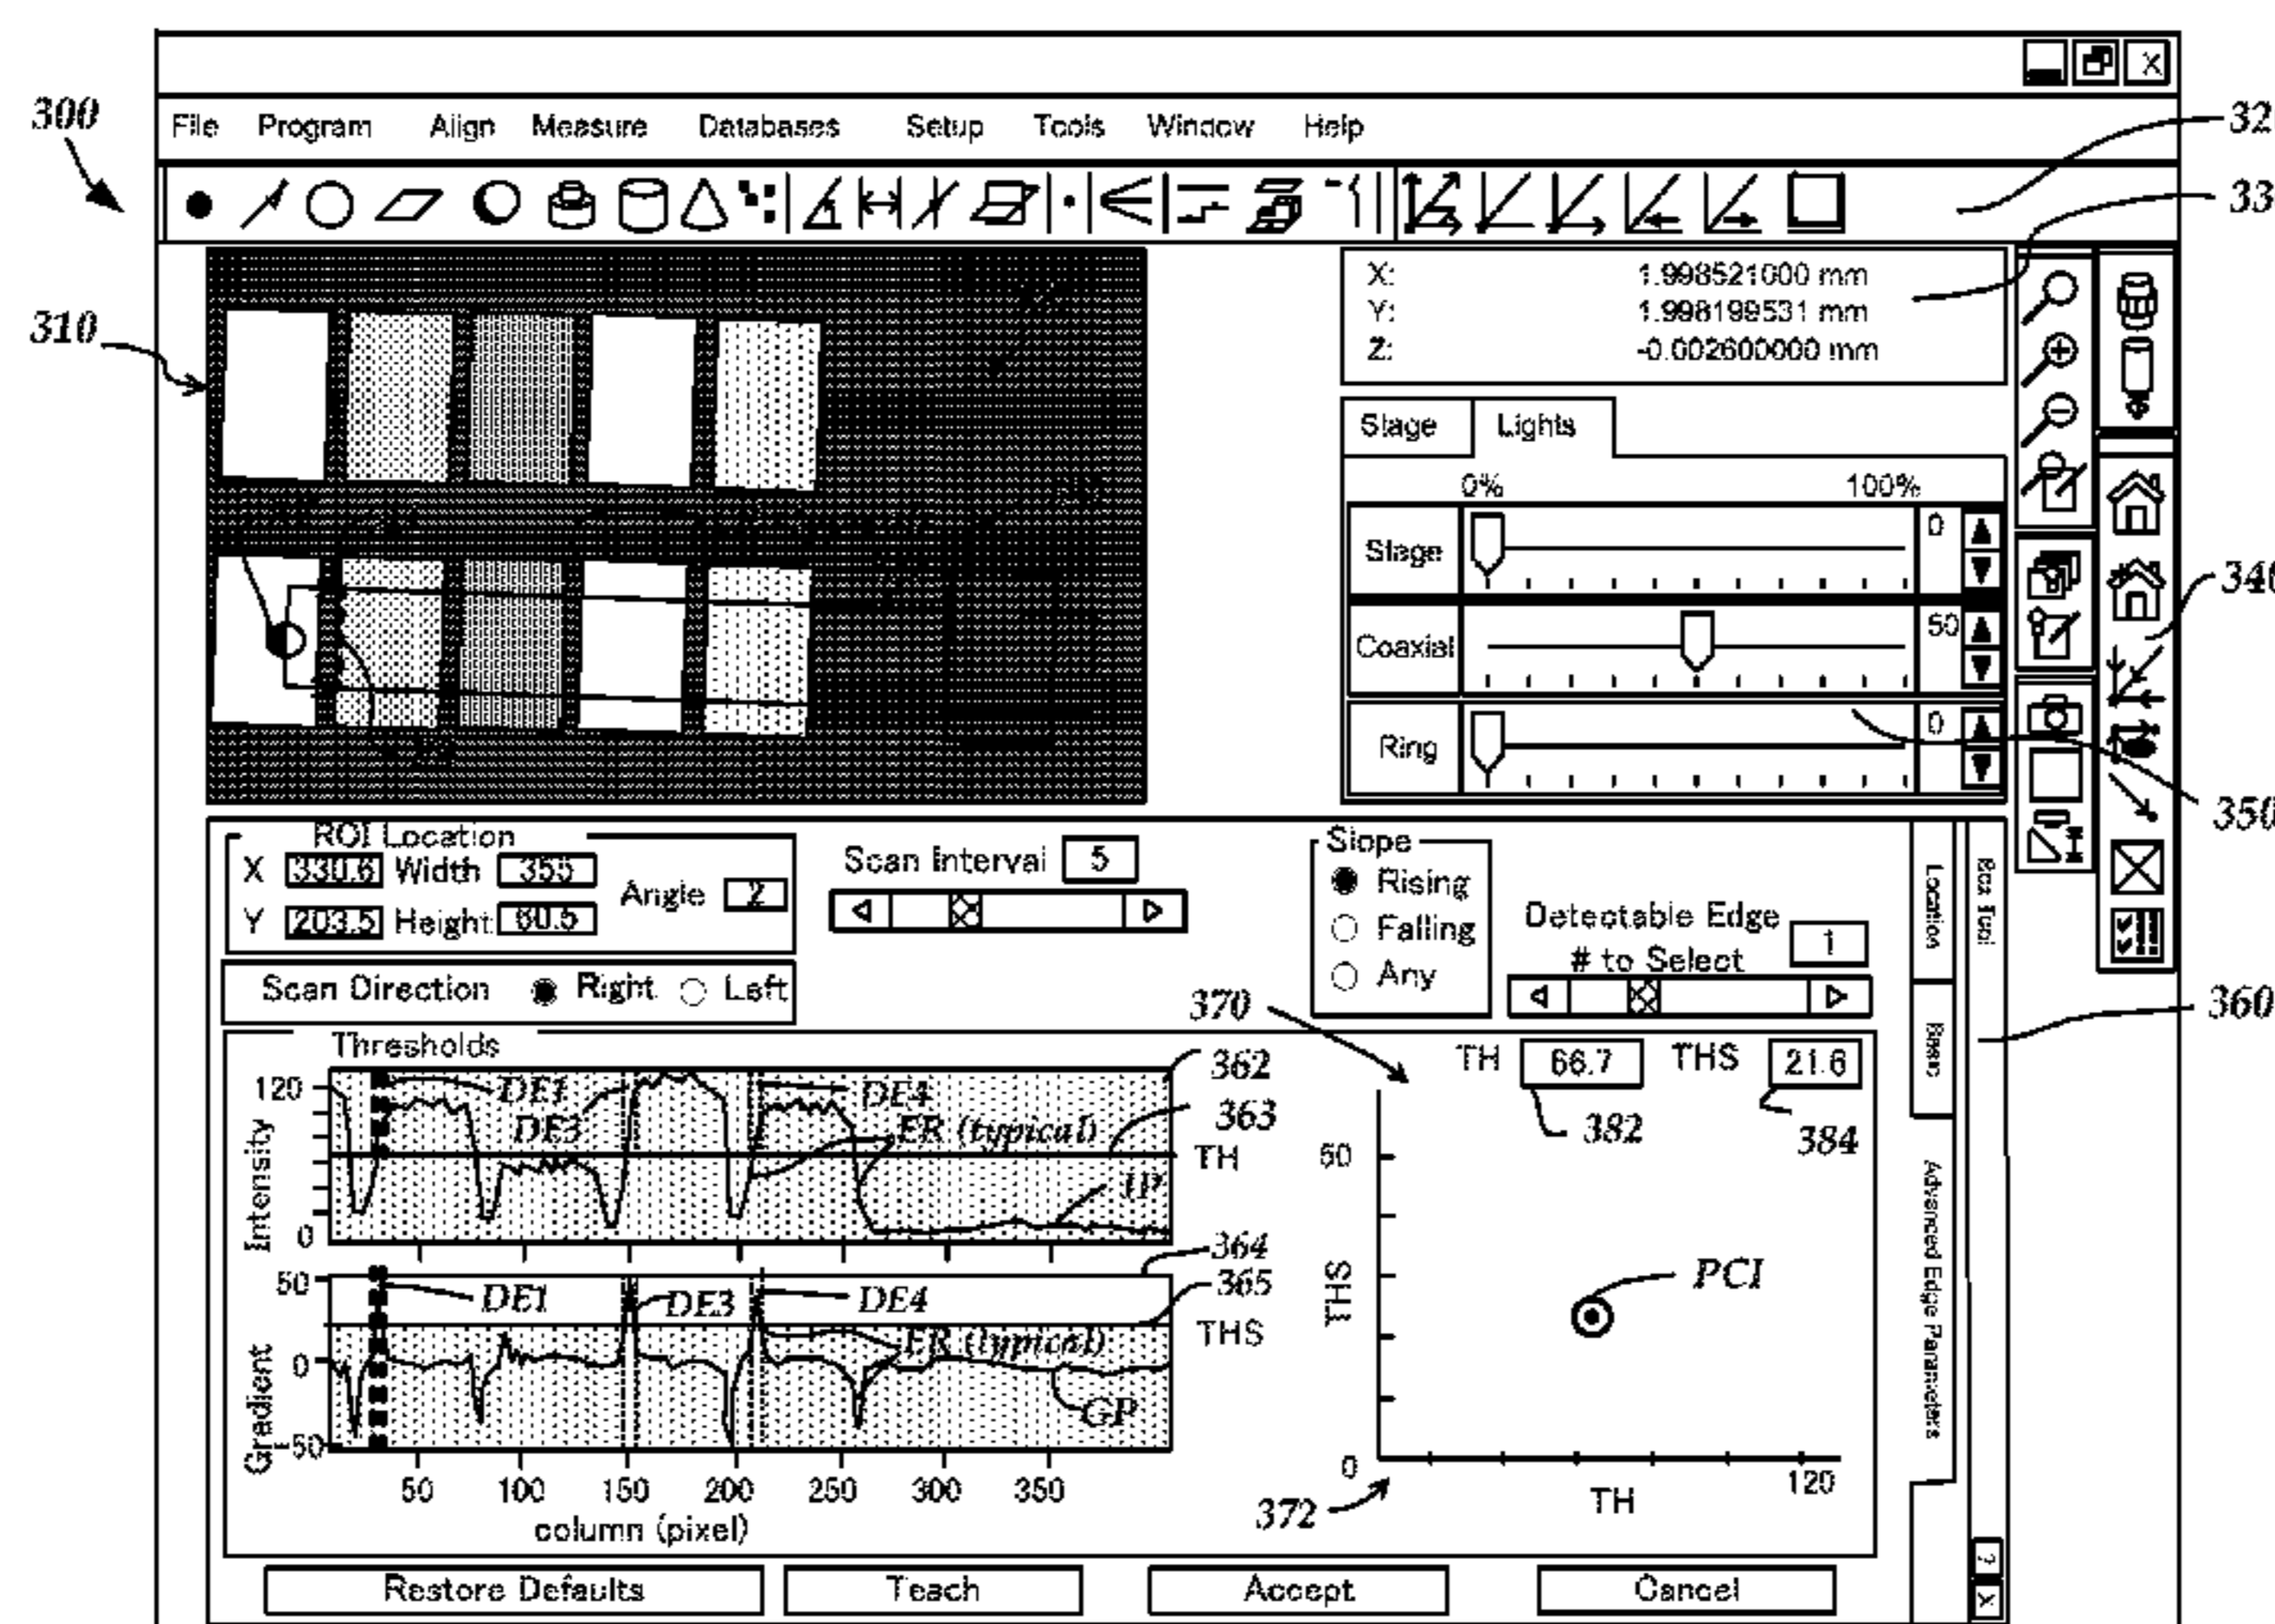 X
300
File Program Align Measure Databases Setup Tools Window Help
32
33
X: 1.998521000 mm
Y: 1.998199531 mm
Z: -0.002600000 mm
310
Stage Lights
0% 100%
Stage 0
340
Coaxial 50
Ring 0
350
ROI Location
X 330.6 Width 355
Y 203.5 Height 60.5
Angle 2
Scan Interval 5
Slope
Rising
Falling
Any
Detectable Edge
# to Select 1
Location
Basic
Advanced Edge Parameters
Box Tool
Scan Direction Right Left
370
360
Thresholds
TH 66.7 THS 21.6
382
384
120
Intensity
0
DE1
DE3
DE4
ER (typical)
IP
362
363
TH
364
365
THS
50
Gradient
0
-50
DE1
DE3
DE4
ER (typical)
GP
50 100 150 200 250 300 350
column (pixel)
50
THS
0
PCI
120
TH
372
? X
Restore Defaults Teach Accept Cancel